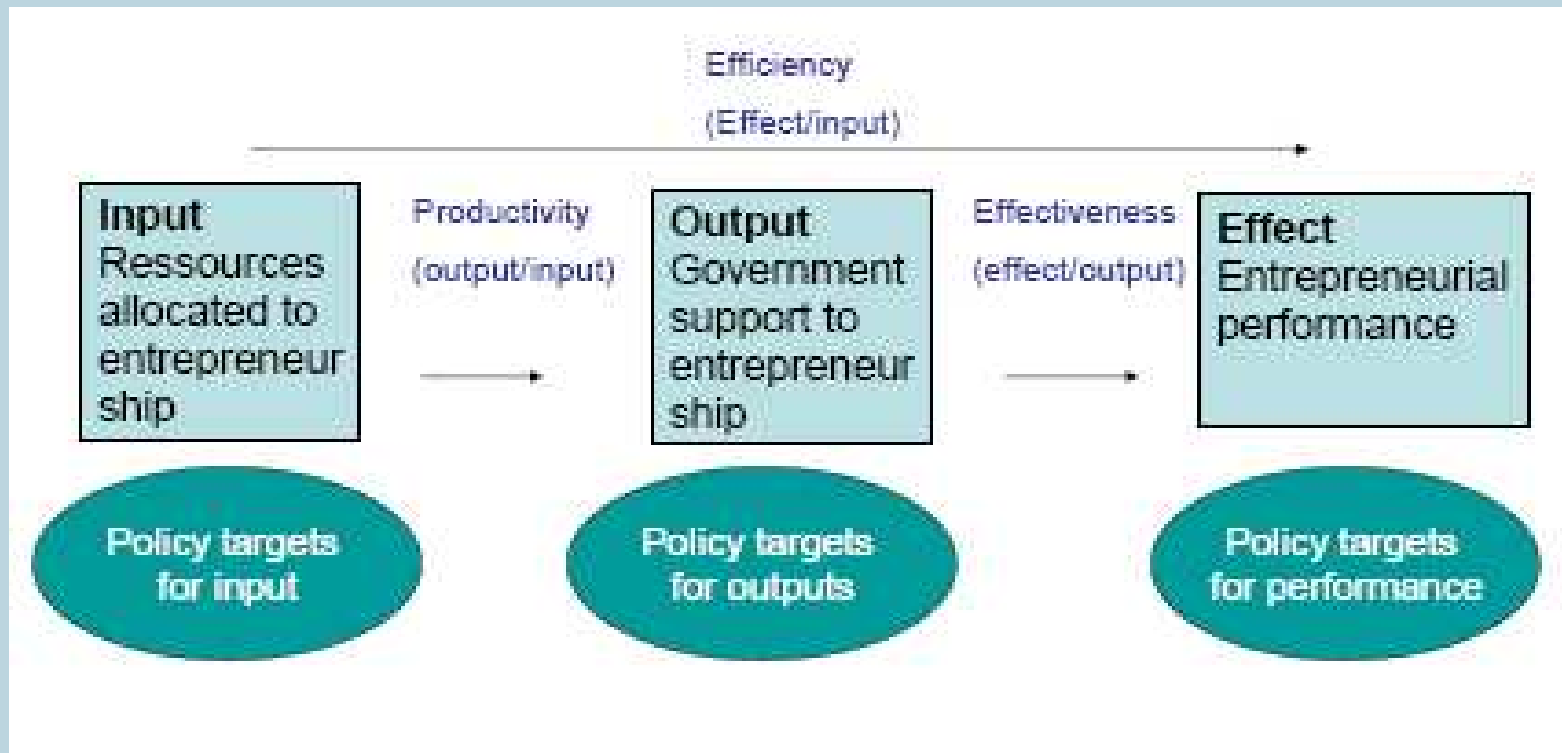 Efficiency
(Effect/input)
Input
Ressources
allocated to
entrepreneur
ship
Productivity
(output/input)
Output
Government
support to
entrepreneur
ship
Effectiveness
(effect/output)
Effect
Entrepreneurial
performance
Policy targets
for input
Policy targets
for outputs
Policy targets
for performance